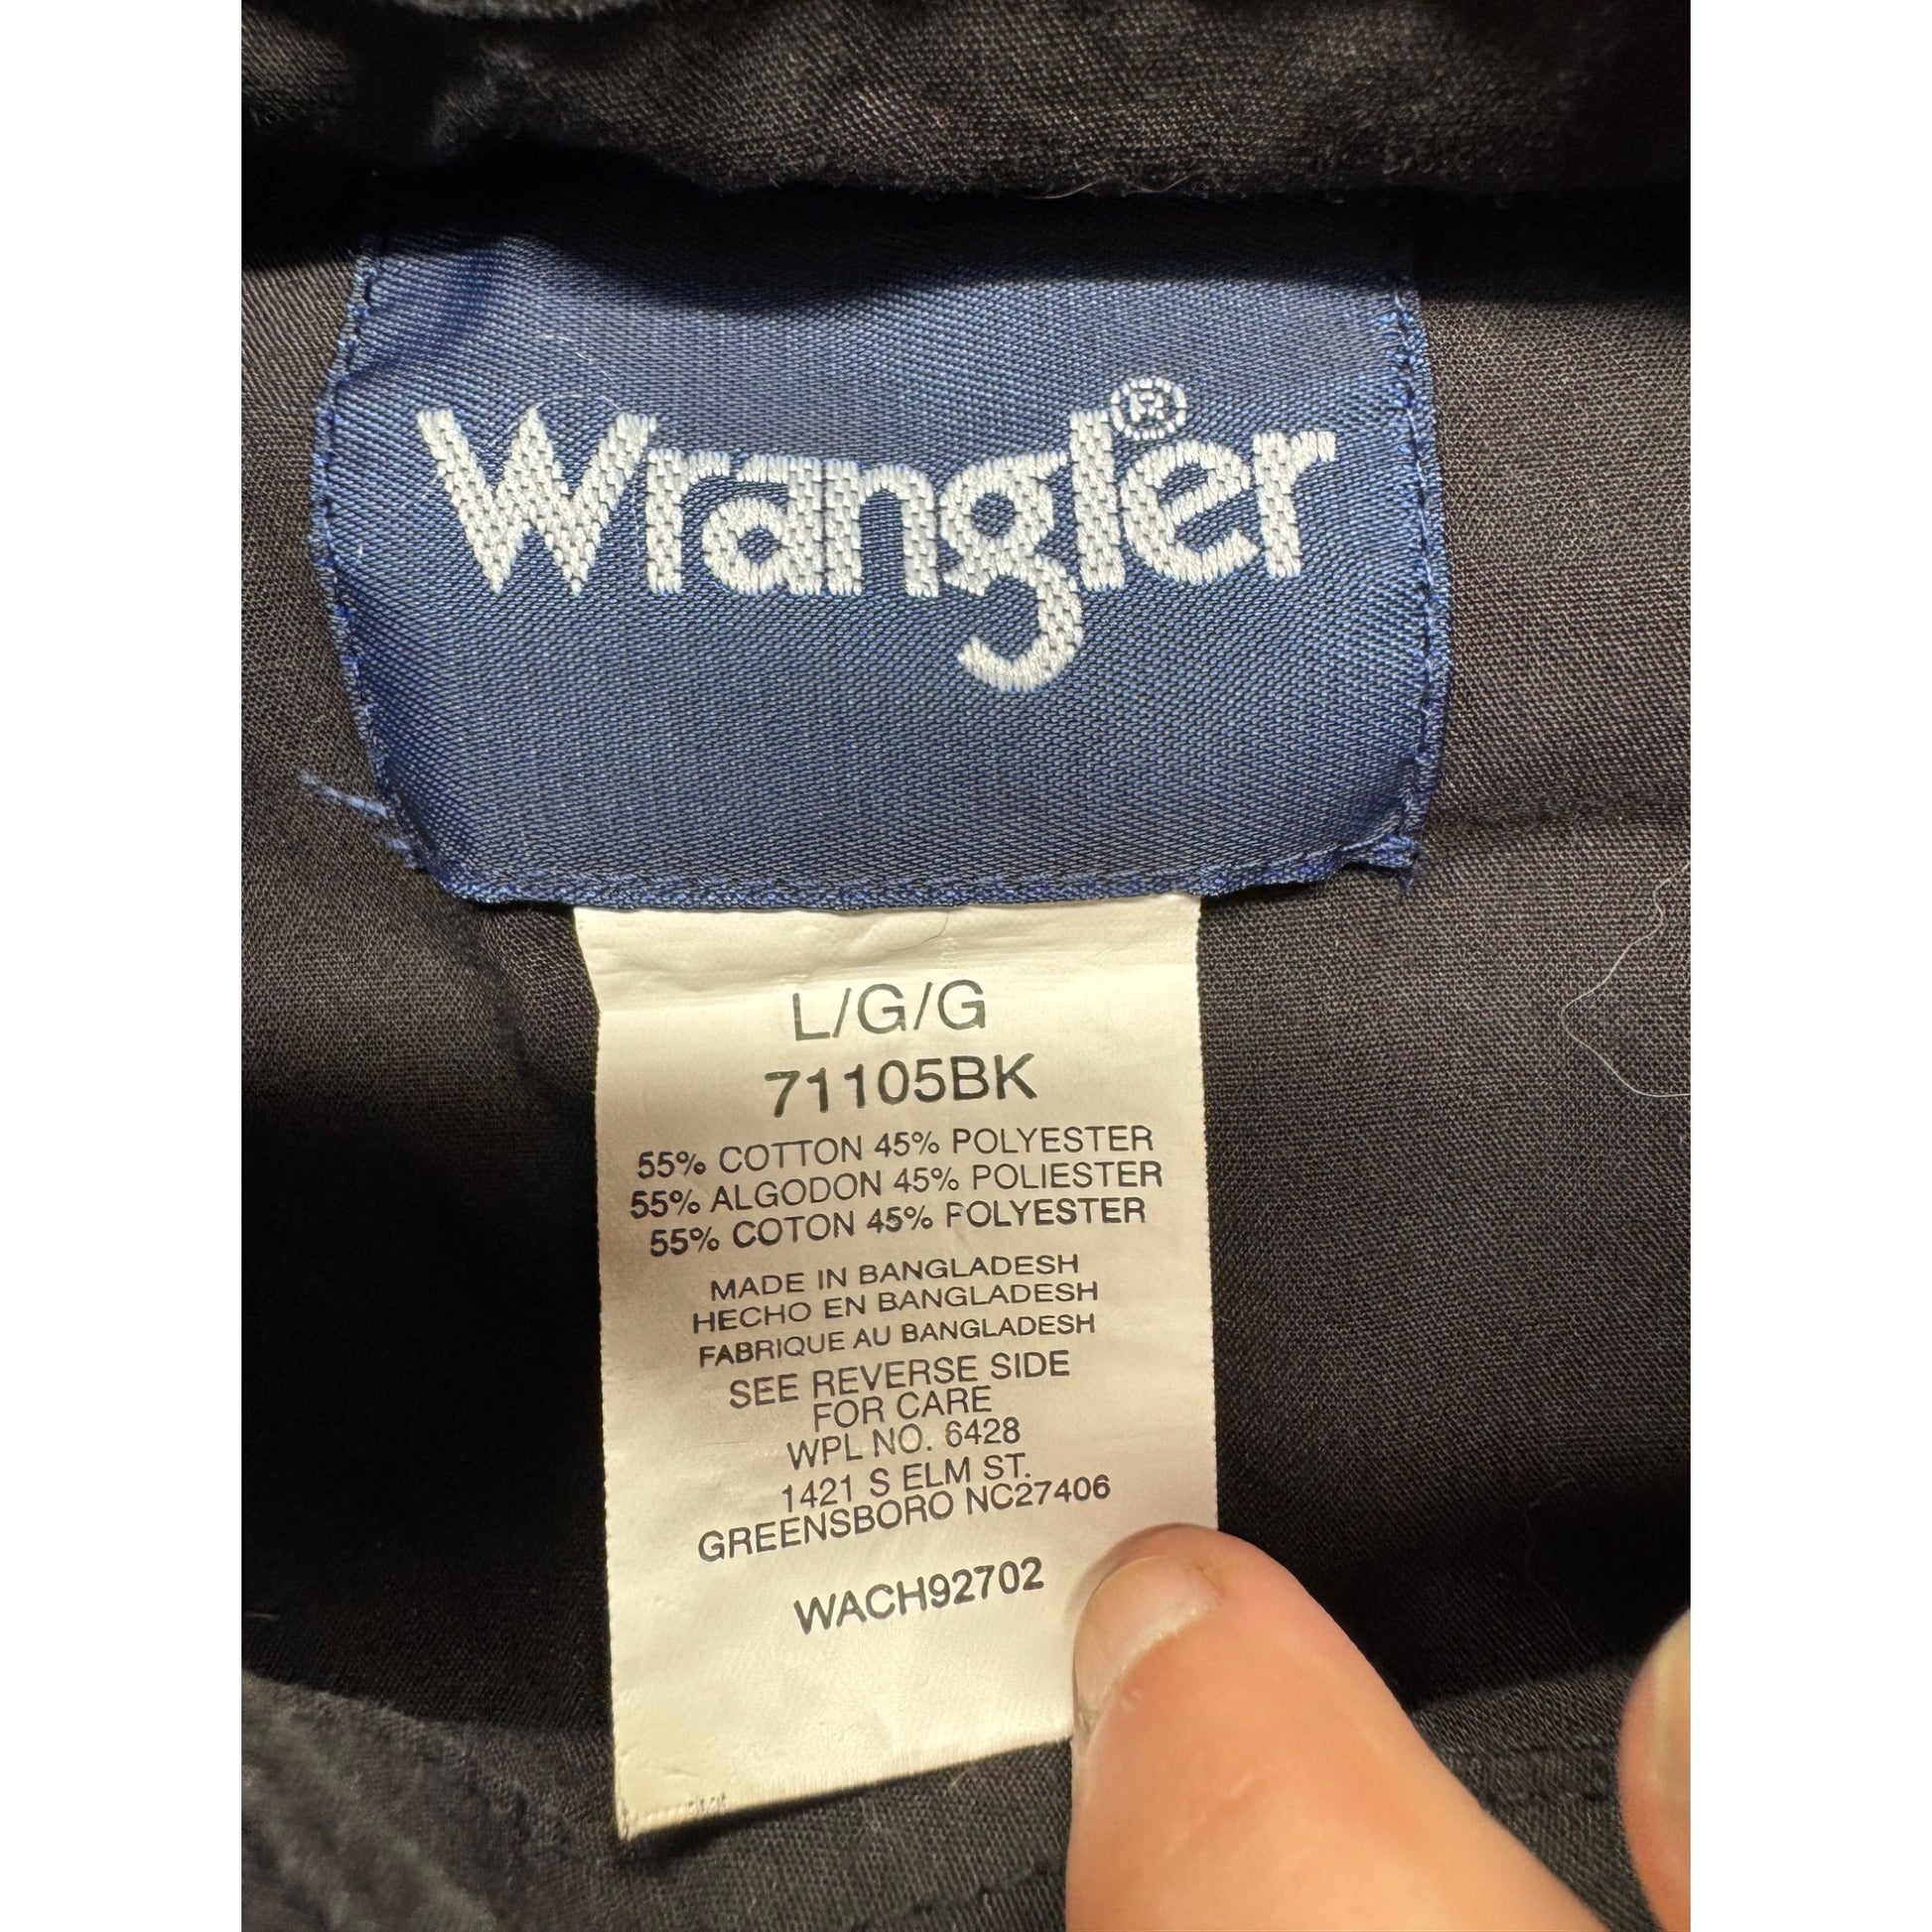 Wrangler®
L/G/G
71105BK
55% COTTON 45% POLYESTER
55% ALGODON 45% POLIESTER
55% COTON 45% POLYESTER
MADE IN BANGLADESH
HECHO EN BANGLADESH
FABRIQUE AU BANGLADESH
SEE REVERSE SIDE
FOR CARE
WPL NO. 6428
1421 S ELM ST.
GREENSBORO NC27406
WACH92702